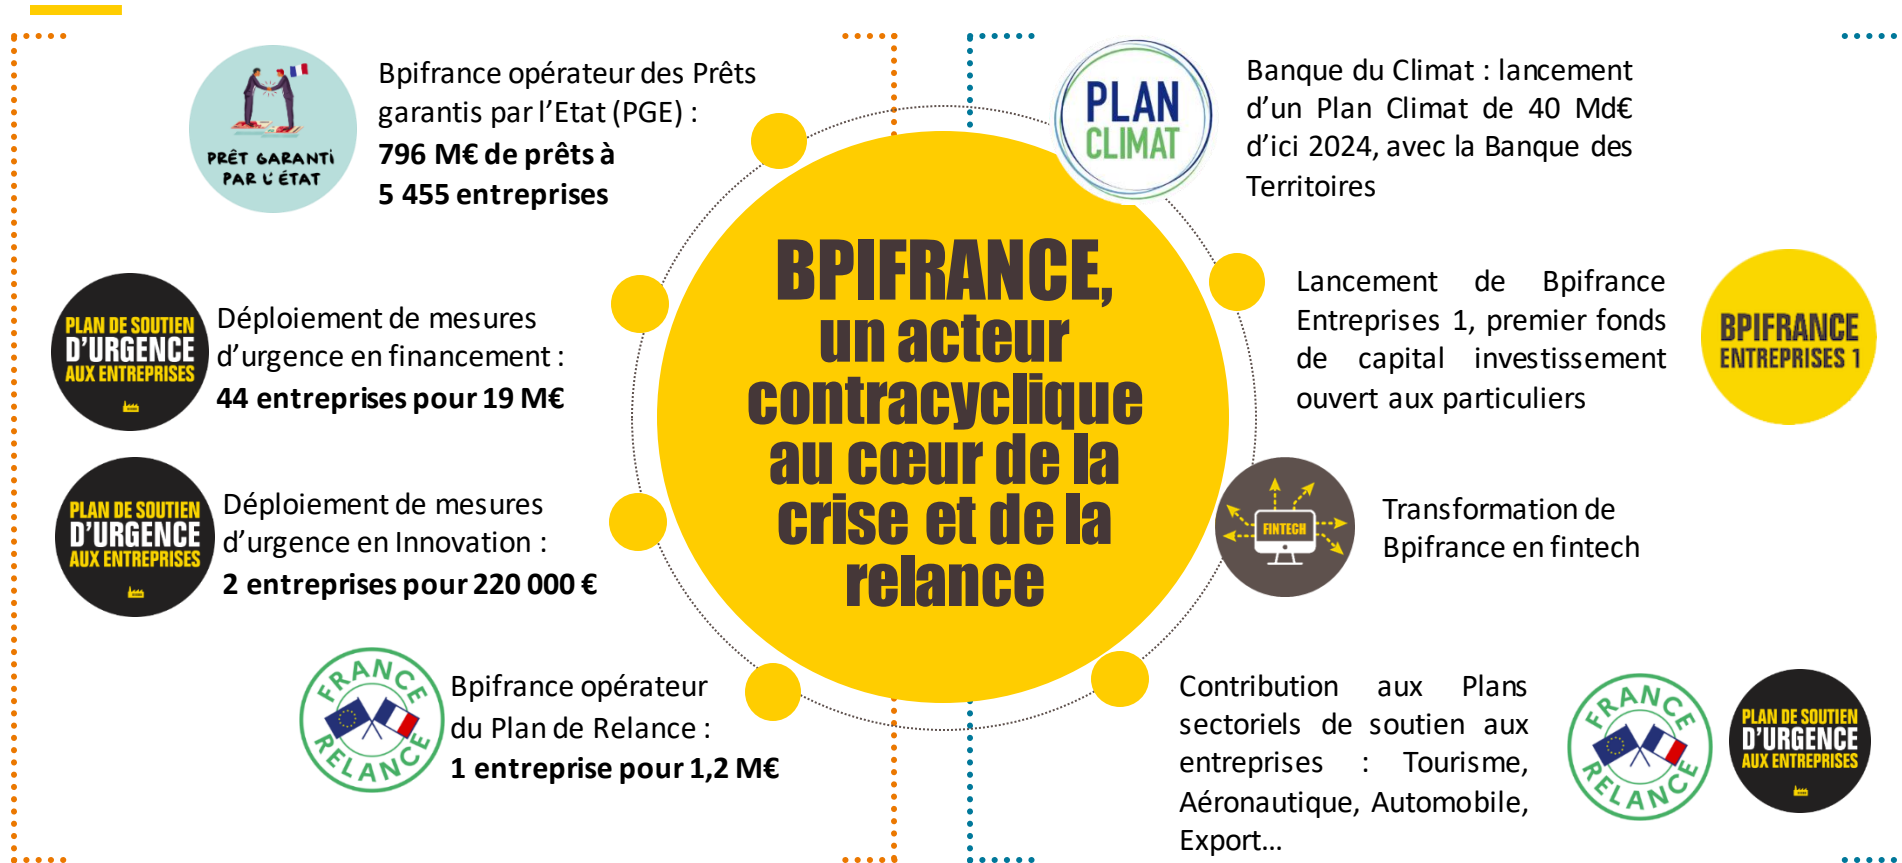 PRÊT GARANTi
PAR L'ÉTAT
Bpifrance opérateur des Prêts
garantis par l’Etat (PGE) :
796 M€ de prêts à
5 455 entreprises
PLAN DE SOUTIEN
D'URGENCE
AUX ENTREPRISES
Déploiement de mesures
d’urgence en financement :
44 entreprises pour 19 M€
PLAN DE SOUTIEN
D'URGENCE
AUX ENTREPRISES
Déploiement de mesures
d’urgence en Innovation :
2 entreprises pour 220 000 €
FRANCE
RELANCE
Bpifrance opérateur
du Plan de Relance :
1 entreprise pour 1,2 M€
BPIFRANCE,
un acteur
contracyclique
au cœur de la
crise et de la
relance
PLAN
CLIMAT
Banque du Climat : lancement
d’un Plan Climat de 40 Md€
d’ici 2024, avec la Banque des
Territoires
Lancement de Bpifrance
Entreprises 1, premier fonds
de capital investissement
ouvert aux particuliers
BPIFRANCE
ENTREPRISES 1
FINTECH
Transformation de
Bpifrance en fintech
Contribution aux Plans
sectoriels de soutien aux
entreprises : Tourisme,
Aéronautique, Automobile,
Export...
FRANCE
RELANCE
PLAN DE SOUTIEN
D'URGENCE
AUX ENTREPRISES